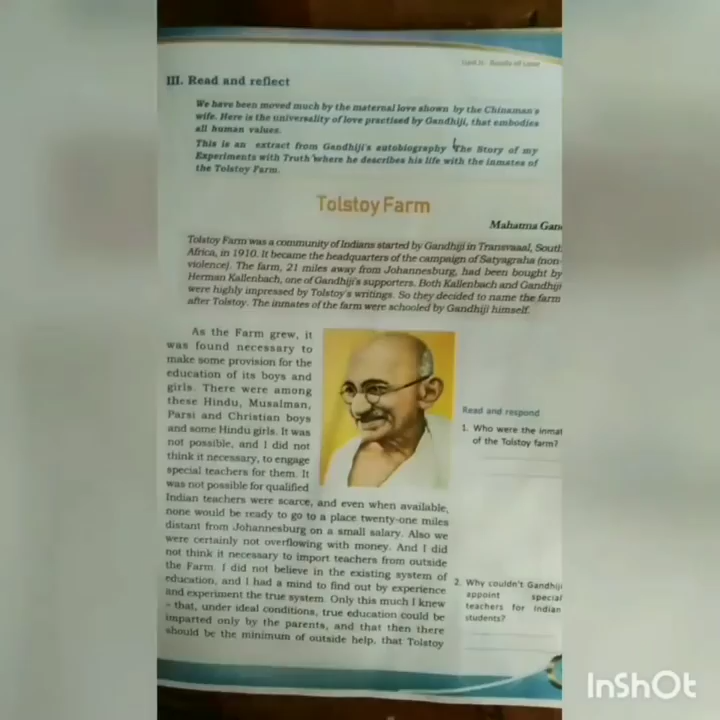 Unit II: Seeds of Love
III. Read and reflect
We have been moved much by the maternal love shown by the Chinaman's
wife. Here is the universality of love practised by Gandhiji, that embodies
all human values.
This is an extract from Gandhiji's autobiography 'The Story of my
Experiments with Truth' where he describes his life with the inmates of
the Tolstoy Farm.
Tolstoy Farm
Mahatma Gan
Tolstoy Farm was a community of Indians started by Gandhiji in Transvaaal, South
Africa, in 1910. It became the headquarters of the campaign of Satyagraha (non-
violence). The farm, 21 miles away from Johannesburg, had been bought by
Herman Kallenbach, one of Gandhiji's supporters. Both Kallenbach and Gandhiji
were highly impressed by Tolstoy's writings. So they decided to name the farm
after Tolstoy. The inmates of the farm were schooled by Gandhiji himself.
As the Farm grew, it
was found necessary to
make some provision for the
education of its boys and
girls. There were among
these Hindu, Musalman,
Parsi and Christian boys
and some Hindu girls. It was
not possible, and I did not
think it necessary, to engage
special teachers for them. It
was not possible for qualified
Indian teachers were scarce, and even when available,
none would be ready to go to a place twenty-one miles
distant from Johannesburg on a small salary. Also we
were certainly not overflowing with money. And I did
not think it necessary to import teachers from outside
the Farm. I did not believe in the existing system of
education, and I had a mind to find out by experience
and experiment the true system. Only this much I knew
- that, under ideal conditions, true education could be
imparted only by the parents, and that then there
should be the minimum of outside help, that Tolstoy
Read and respond
1. Who were the inmat
of the Tolstoy farm?
2. Why couldn't Gandhiji
appoint special
teachers for Indian
students?
InShOt